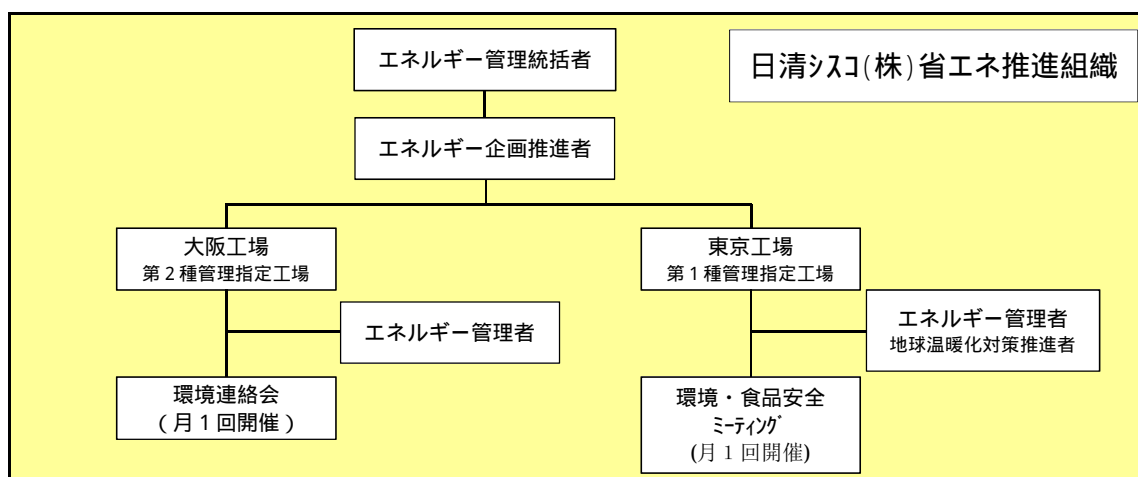 エネルギー管理統括者
日清ｼｽｺ(株)省エネ推進組織
エネルギー企画推進者
大阪工場
第２種管理指定工場
東京工場
第１種管理指定工場
エネルギー管理者
エネルギー管理者
地球温暖化対策推進者
環境連絡会
(月１回開催)
環境・食品安全
ﾐｰﾃｨﾝｸﾞ
(月１回開催)